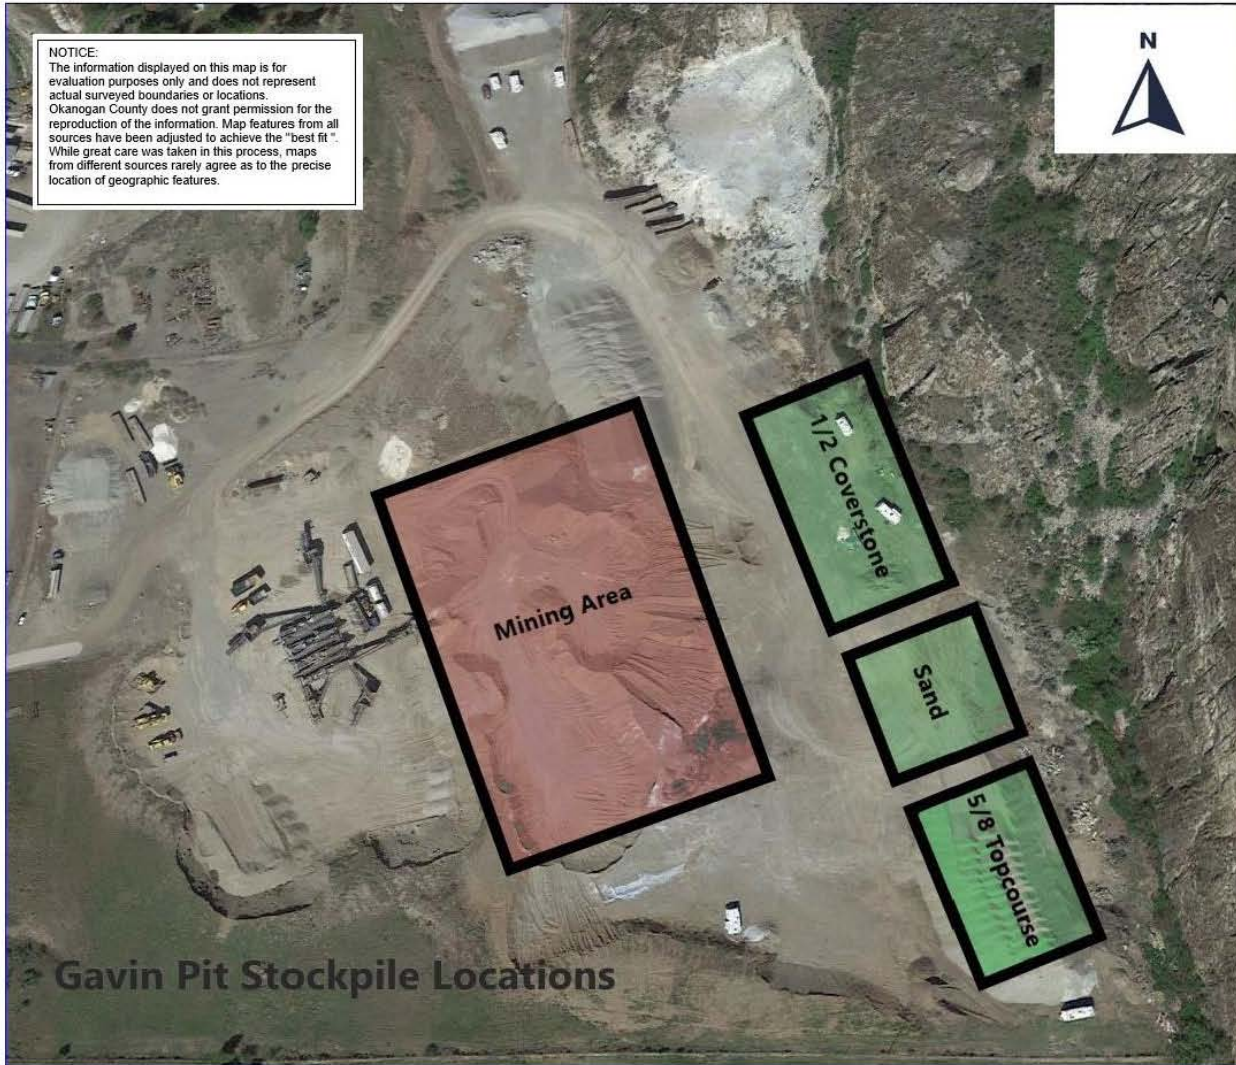 NOTICE:
The information displayed on this map is for
evaluation purposes only and does not represent
actual surveyed boundaries or locations.
Okanogan County does not grant permission for the
reproduction of the information. Map features from all
sources have been adjusted to achieve the "best fit ".
While great care was taken in this process, maps
from different sources rarely agree as to the precise
location of geographic features.
N
1/2 Coverstone
Mining Area
Sand
5/8 Topcourse
Gavin Pit Stockpile Locations